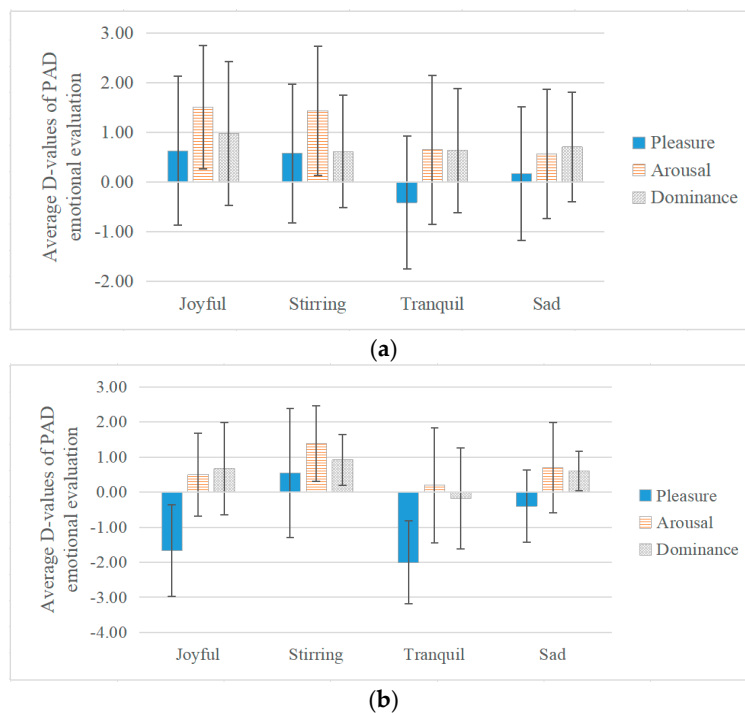 Average D-values of PAD
emotional evaluation
3.00
2.00
1.00
0.00
-1.00
-2.00
Joyful Stirring Tranquil Sad
Pleasure
Arousal
Dominance
(a)
Average D-values of PAD
emotional evaluation
3.00
2.00
1.00
0.00
-1.00
-2.00
-3.00
-4.00
Joyful Stirring Tranquil Sad
Pleasure
Arousal
Dominance
(b)